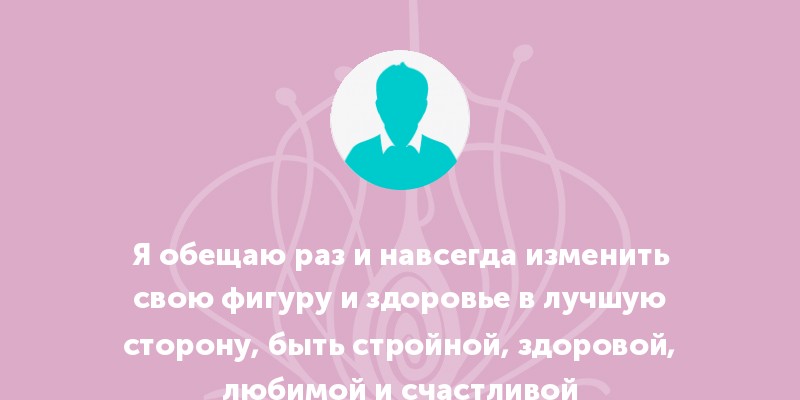 Я обещаю раз и навсегда изменить
свою фигуру и здоровье в лучшую
сторону, быть стройной, здоровой,
любимой и счастливой